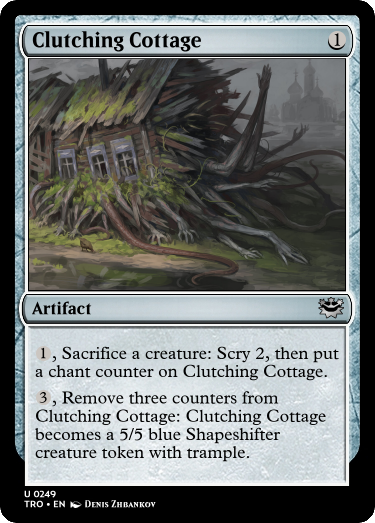 Clutching Cottage 1
Artifact
1, Sacrifice a creature: Scry 2, then put
a chant counter on Clutching Cottage.
3, Remove three counters from
Clutching Cottage: Clutching Cottage
becomes a 5/5 blue Shapeshifter
creature token with trample.
U 0249
TRO • EN Denis Zhbankov